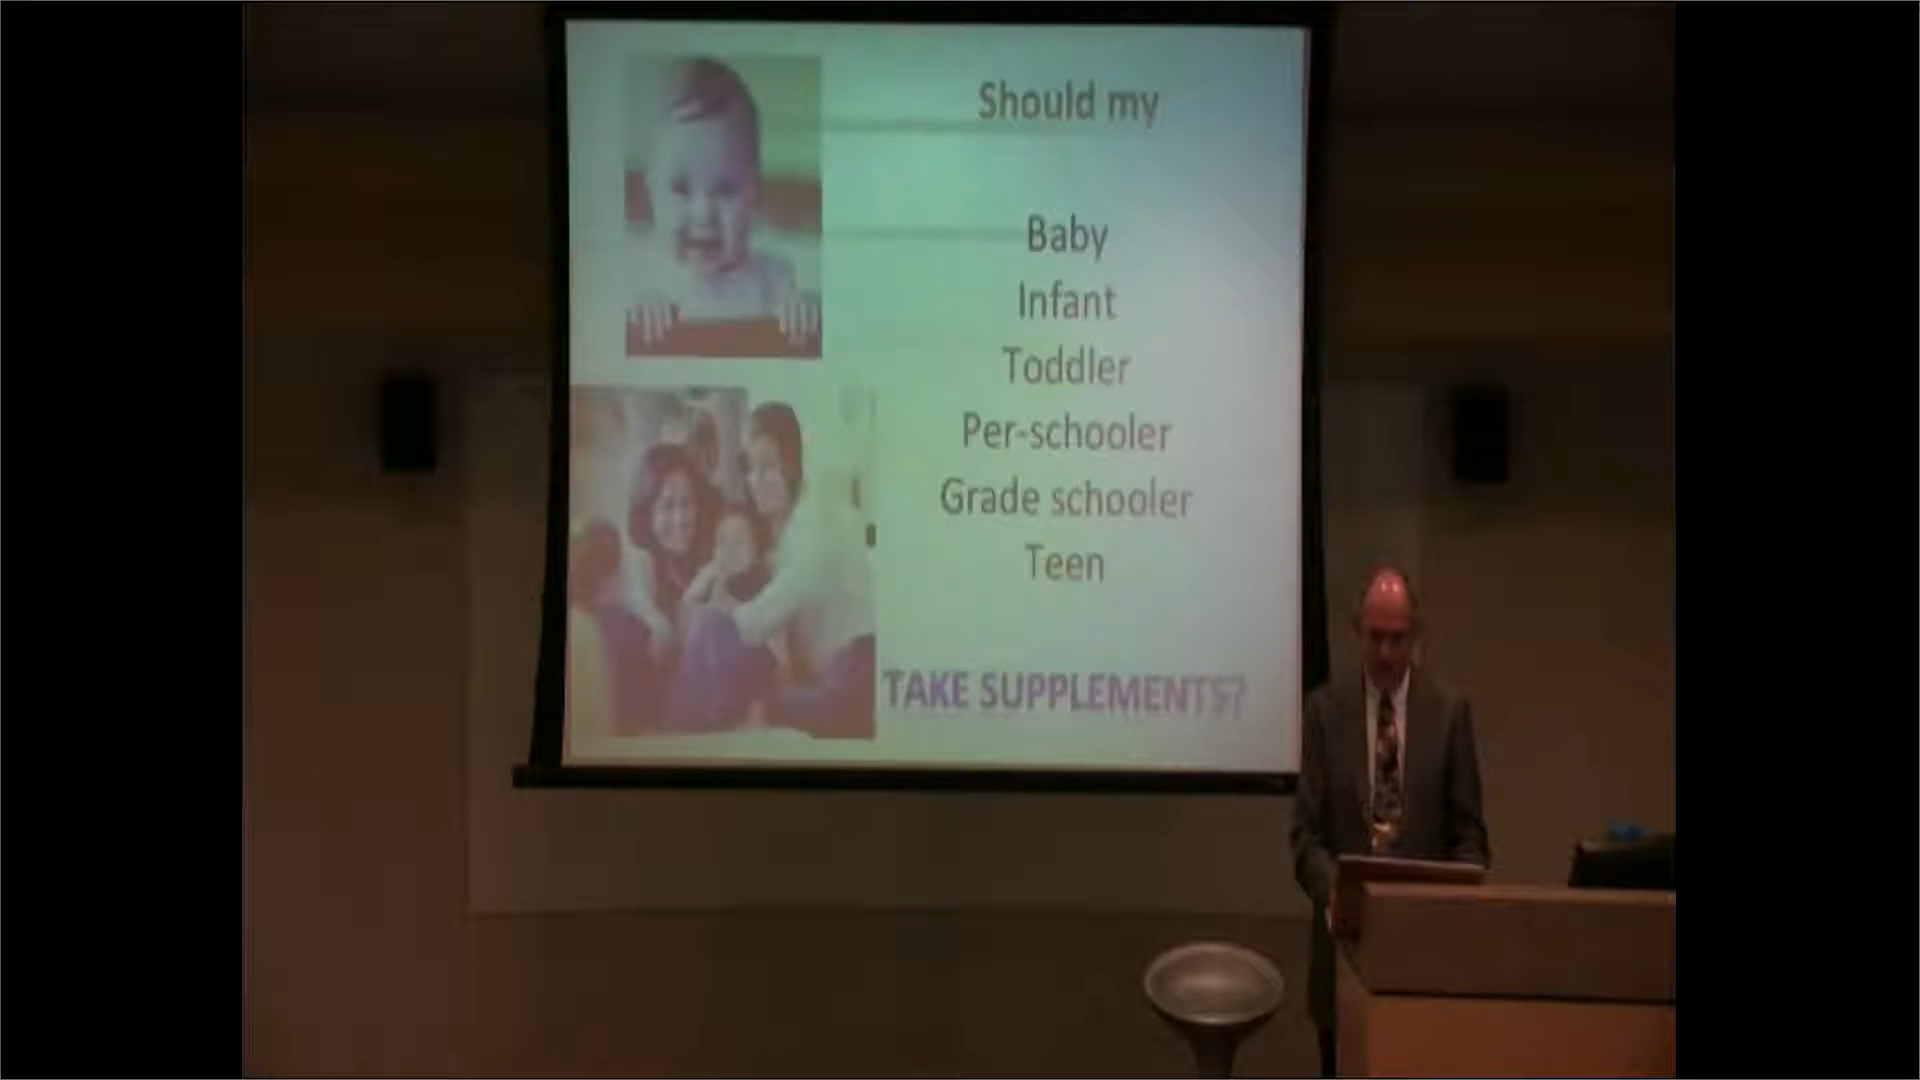 Should my
Baby
Infant
Toddler
Per-schooler
Grade schooler
Teen
TAKE SUPPLEMENTS?